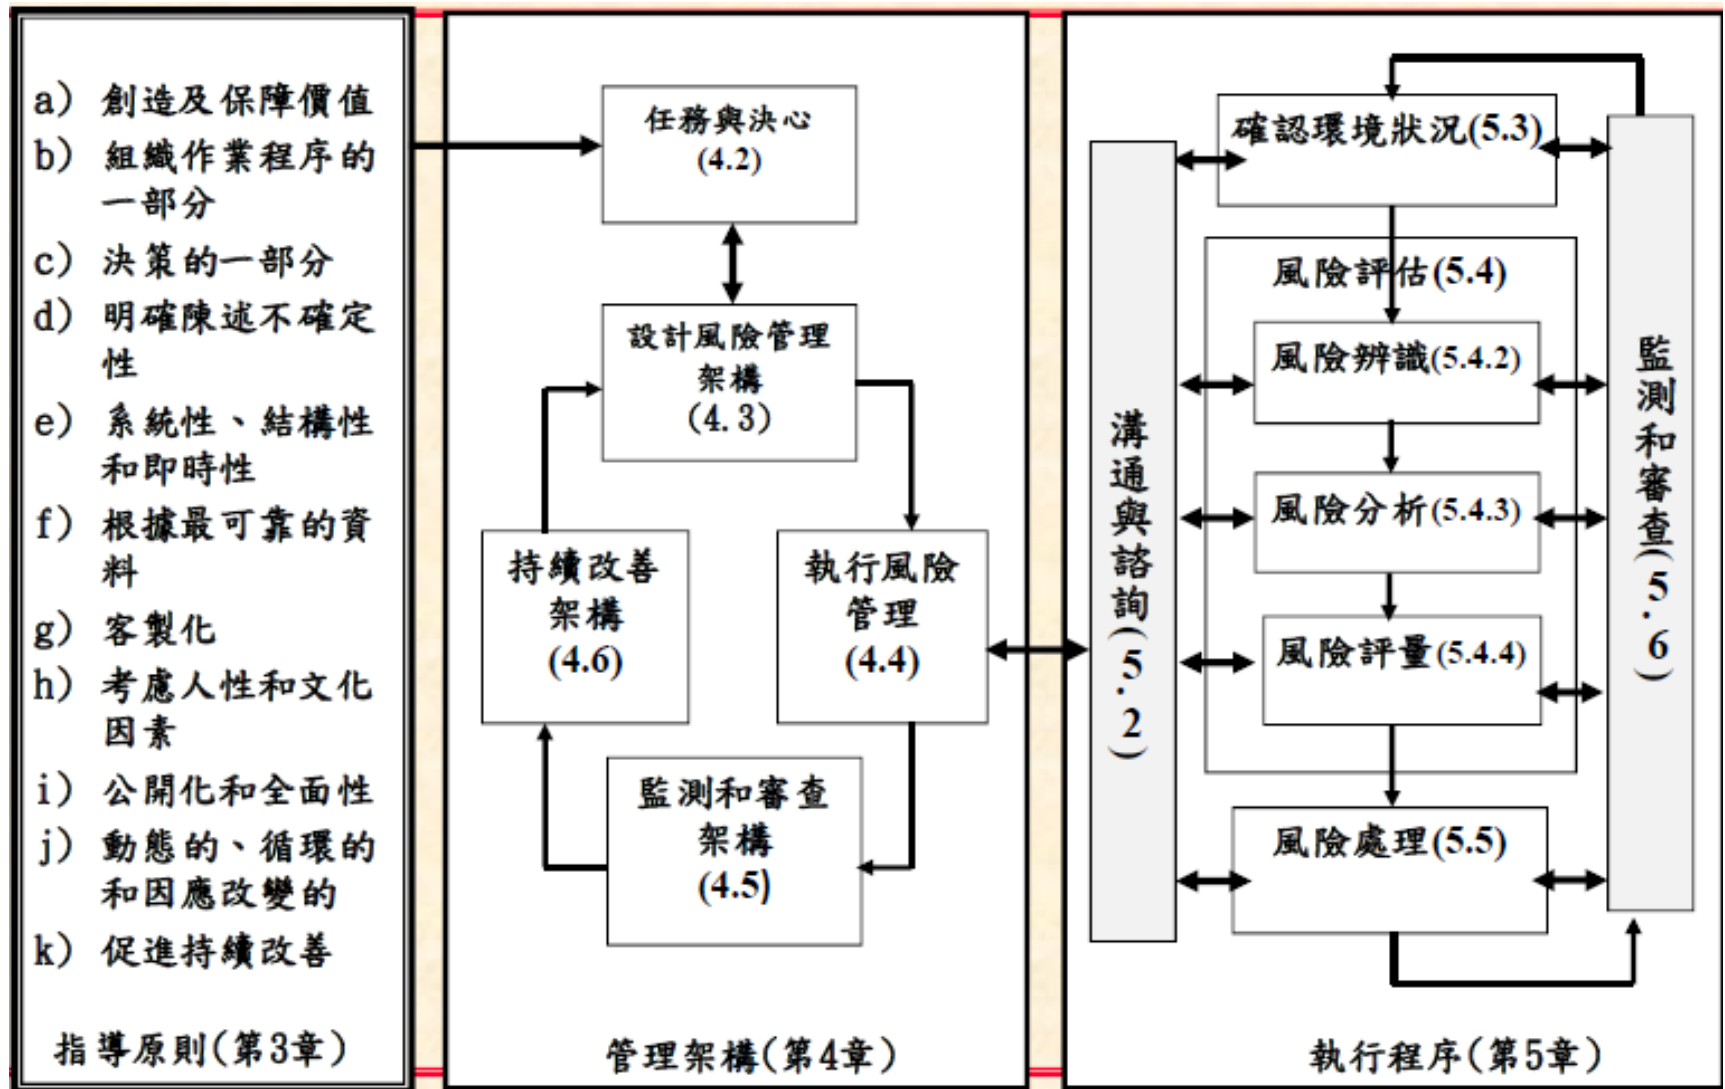 a) 創造及保障價值
b) 組織作業程序的
一部分
c) 決策的一部分
d) 明確陳述不確定
性
e) 系統性、結構性
和即時性
f) 根據最可靠的資
料
g) 客製化
h) 考慮人性和文化
因素
i) 公開化和全面性
j) 動態的、循環的
和因應改變的
k) 促進持續改善
指導原則(第3章)
任務與決心
(4.2)
設計風險管理
架構
(4.3)
持續改善
架構
(4.6)
執行風險
管理
(4.4)
監測和審查
架構
(4.5)
管理架構(第4章)
溝通與諮詢(5.2)
確認環境狀況(5.3)
風險評估(5.4)
風險辨識(5.4.2)
風險分析(5.4.3)
風險評量(5.4.4)
風險處理(5.5)
監測和審查(5.6)
執行程序(第5章)